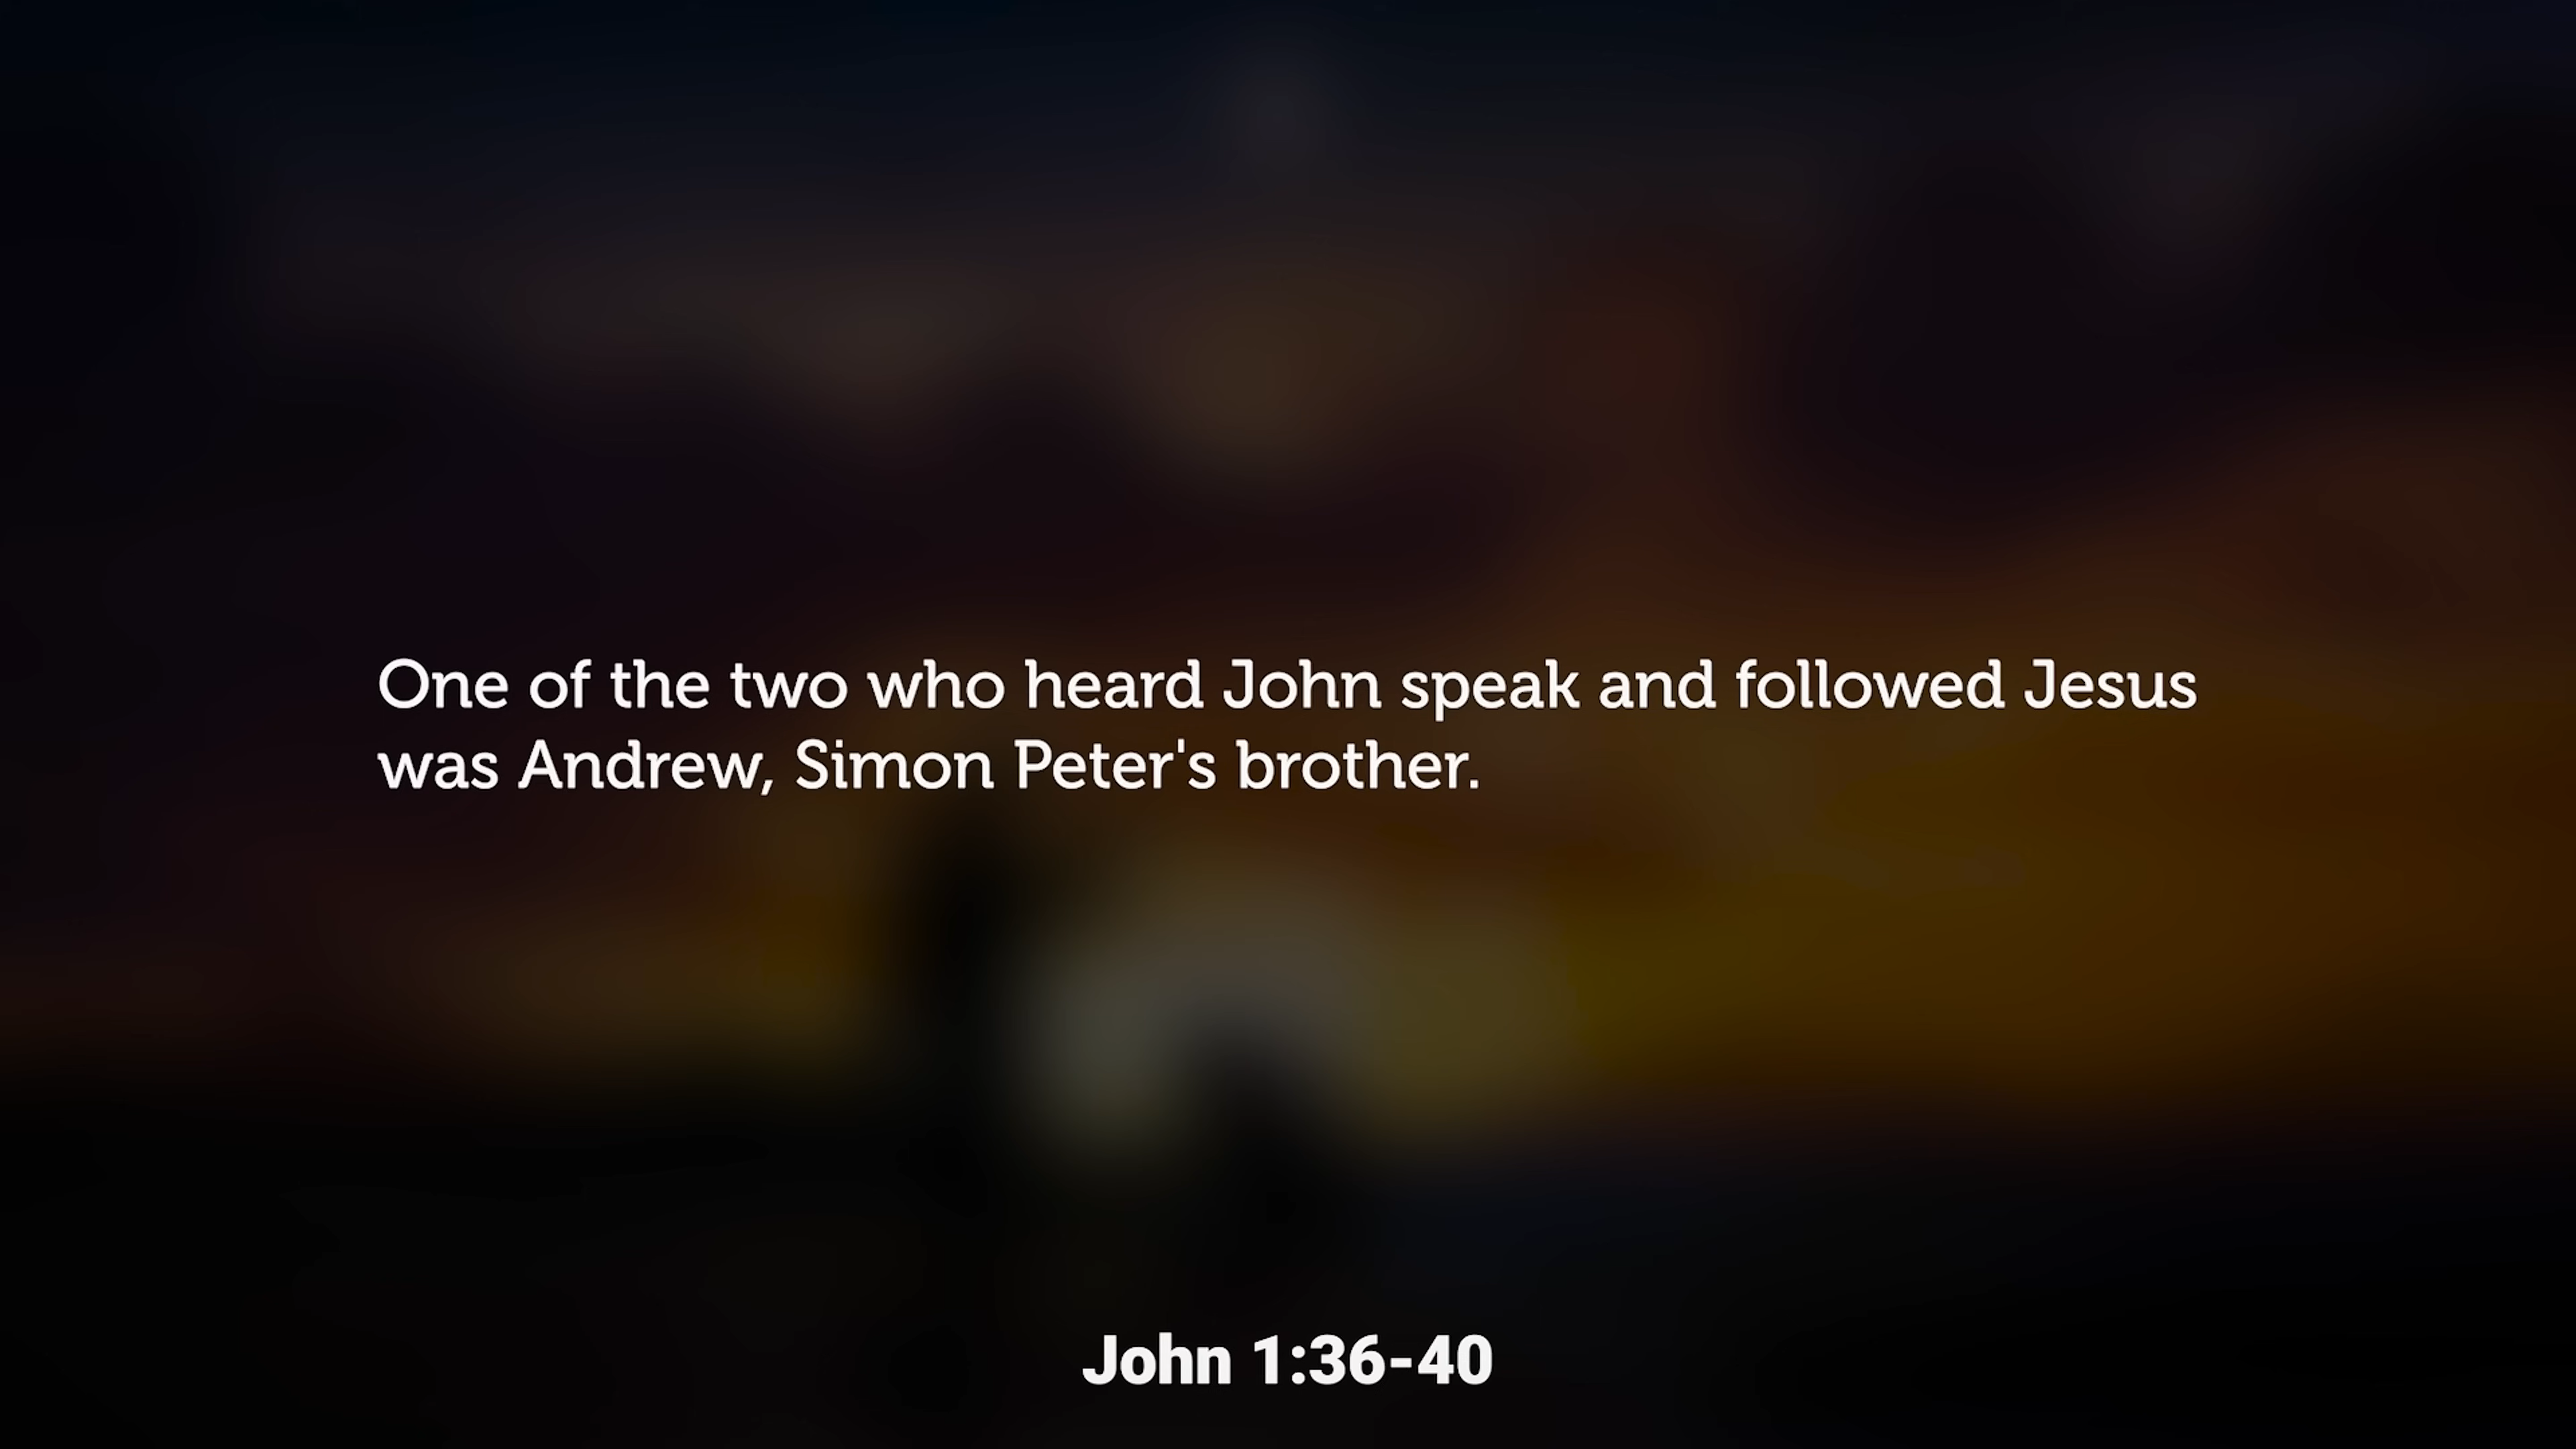 One of the two who heard John speak and followed Jesus
was Andrew, Simon Peter's brother.
John 1:36-40